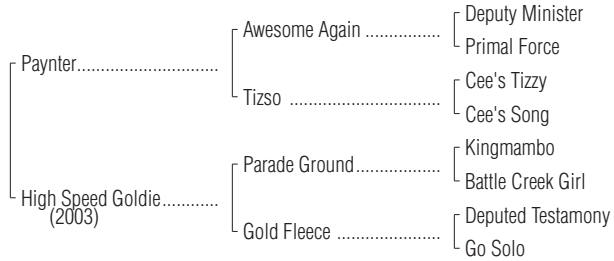 Deputy Minister
Awesome Again ..................
Primal Force
Paynter..............................
Cee's Tizzy
Tizso ................................
Cee's Song
Kingmambo
Parade Ground..................
Battle Creek Girl
High Speed Goldie............
(2003)
Deputed Testamony
Gold Fleece ......................
Go Solo